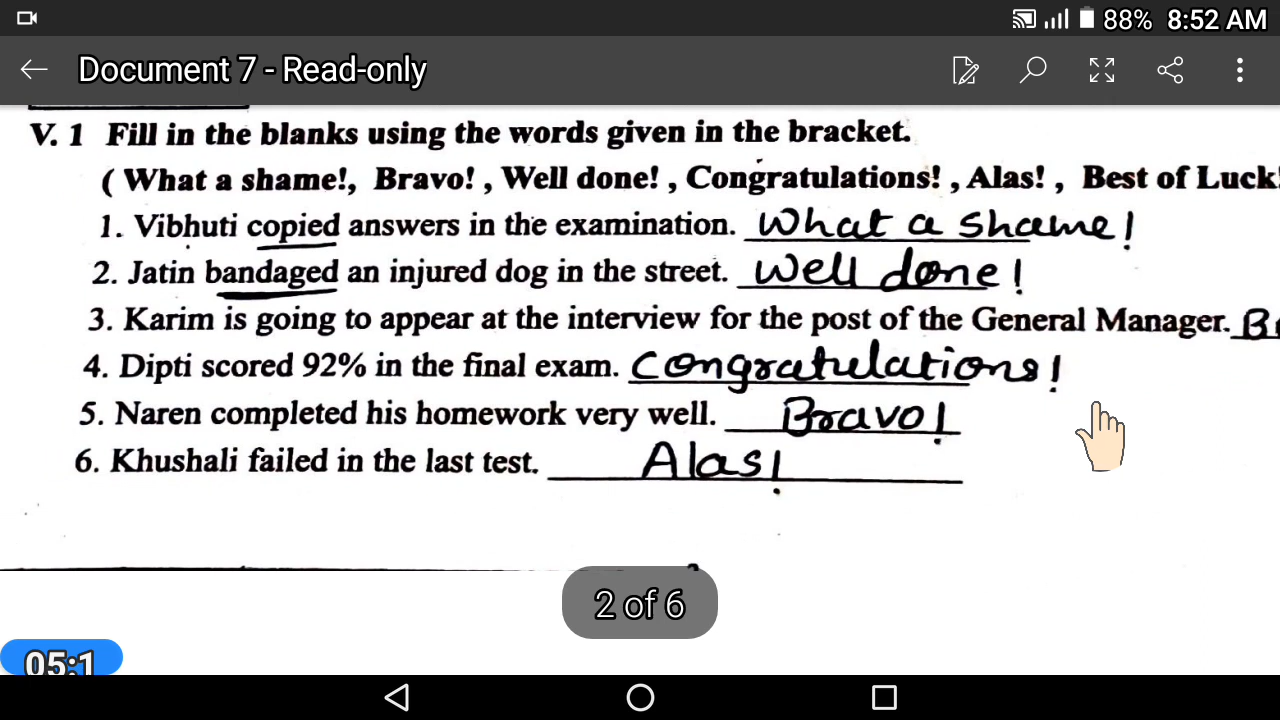 88% 8:52 AM
Document 7 - Read-only
V. 1 Fill in the blanks using the words given in the bracket.
( What a shame!, Bravo! , Well done! , Congratulations! , Alas! , Best of Luck!
1. Vibhuti copied answers in the examination. What a shame!
2. Jatin bandaged an injured dog in the street. Well done!
3. Karim is going to appear at the interview for the post of the General Manager.
4. Dipti scored 92% in the final exam. Congratulations!
5. Naren completed his homework very well. Bravo!
6. Khushali failed in the last test. Alas!
2 of 6
05:1